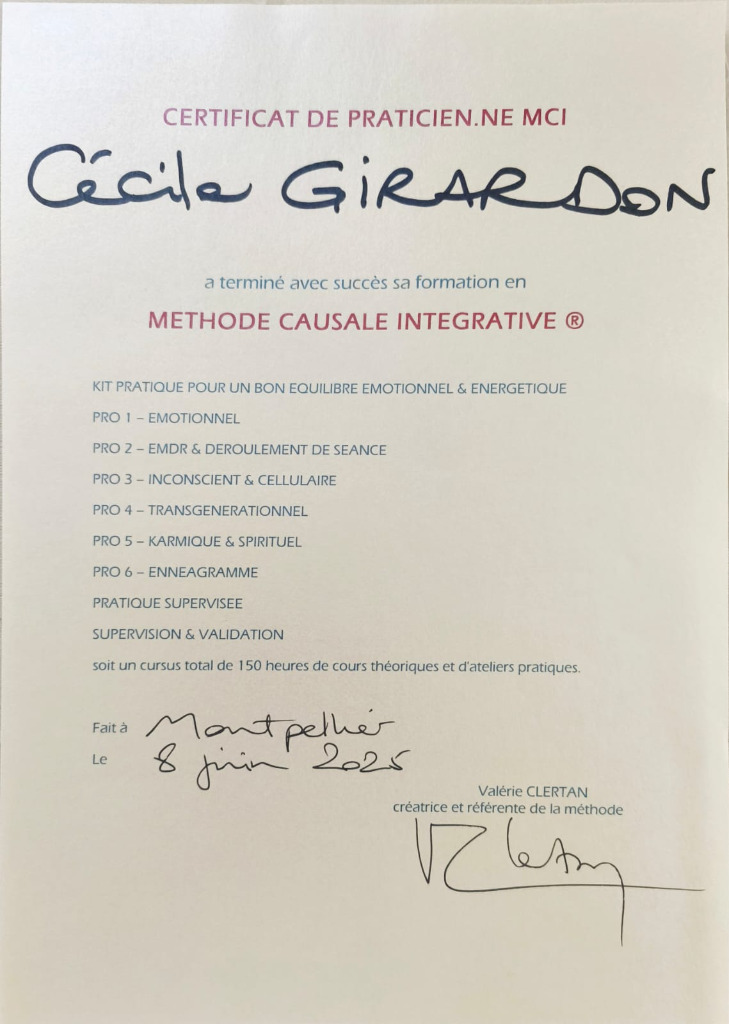 CERTIFICAT DE PRATICIEN.NE MCI
Cécile GIRARDON
a terminé avec succès sa formation en
METHODE CAUSALE INTEGRATIVE ®
KIT PRATIQUE POUR UN BON EQUILIBRE EMOTIONNEL & ENERGETIQUE
PRO 1 – EMOTIONNEL
PRO 2 – EMDR & DEROULEMENT DE SEANCE
PRO 3 – INCONSCIENT & CELLULAIRE
PRO 4 – TRANSGENERATIONNEL
PRO 5 – KARMIQUE & SPIRITUEL
PRO 6 – ENNEAGRAMME
PRATIQUE SUPERVISEE
SUPERVISION & VALIDATION
soit un cursus total de 150 heures de cours théoriques et d'ateliers pratiques.
Fait à Montpellier
Le 8 juin 2025
Valérie CLERTAN
créatrice et référente de la méthode